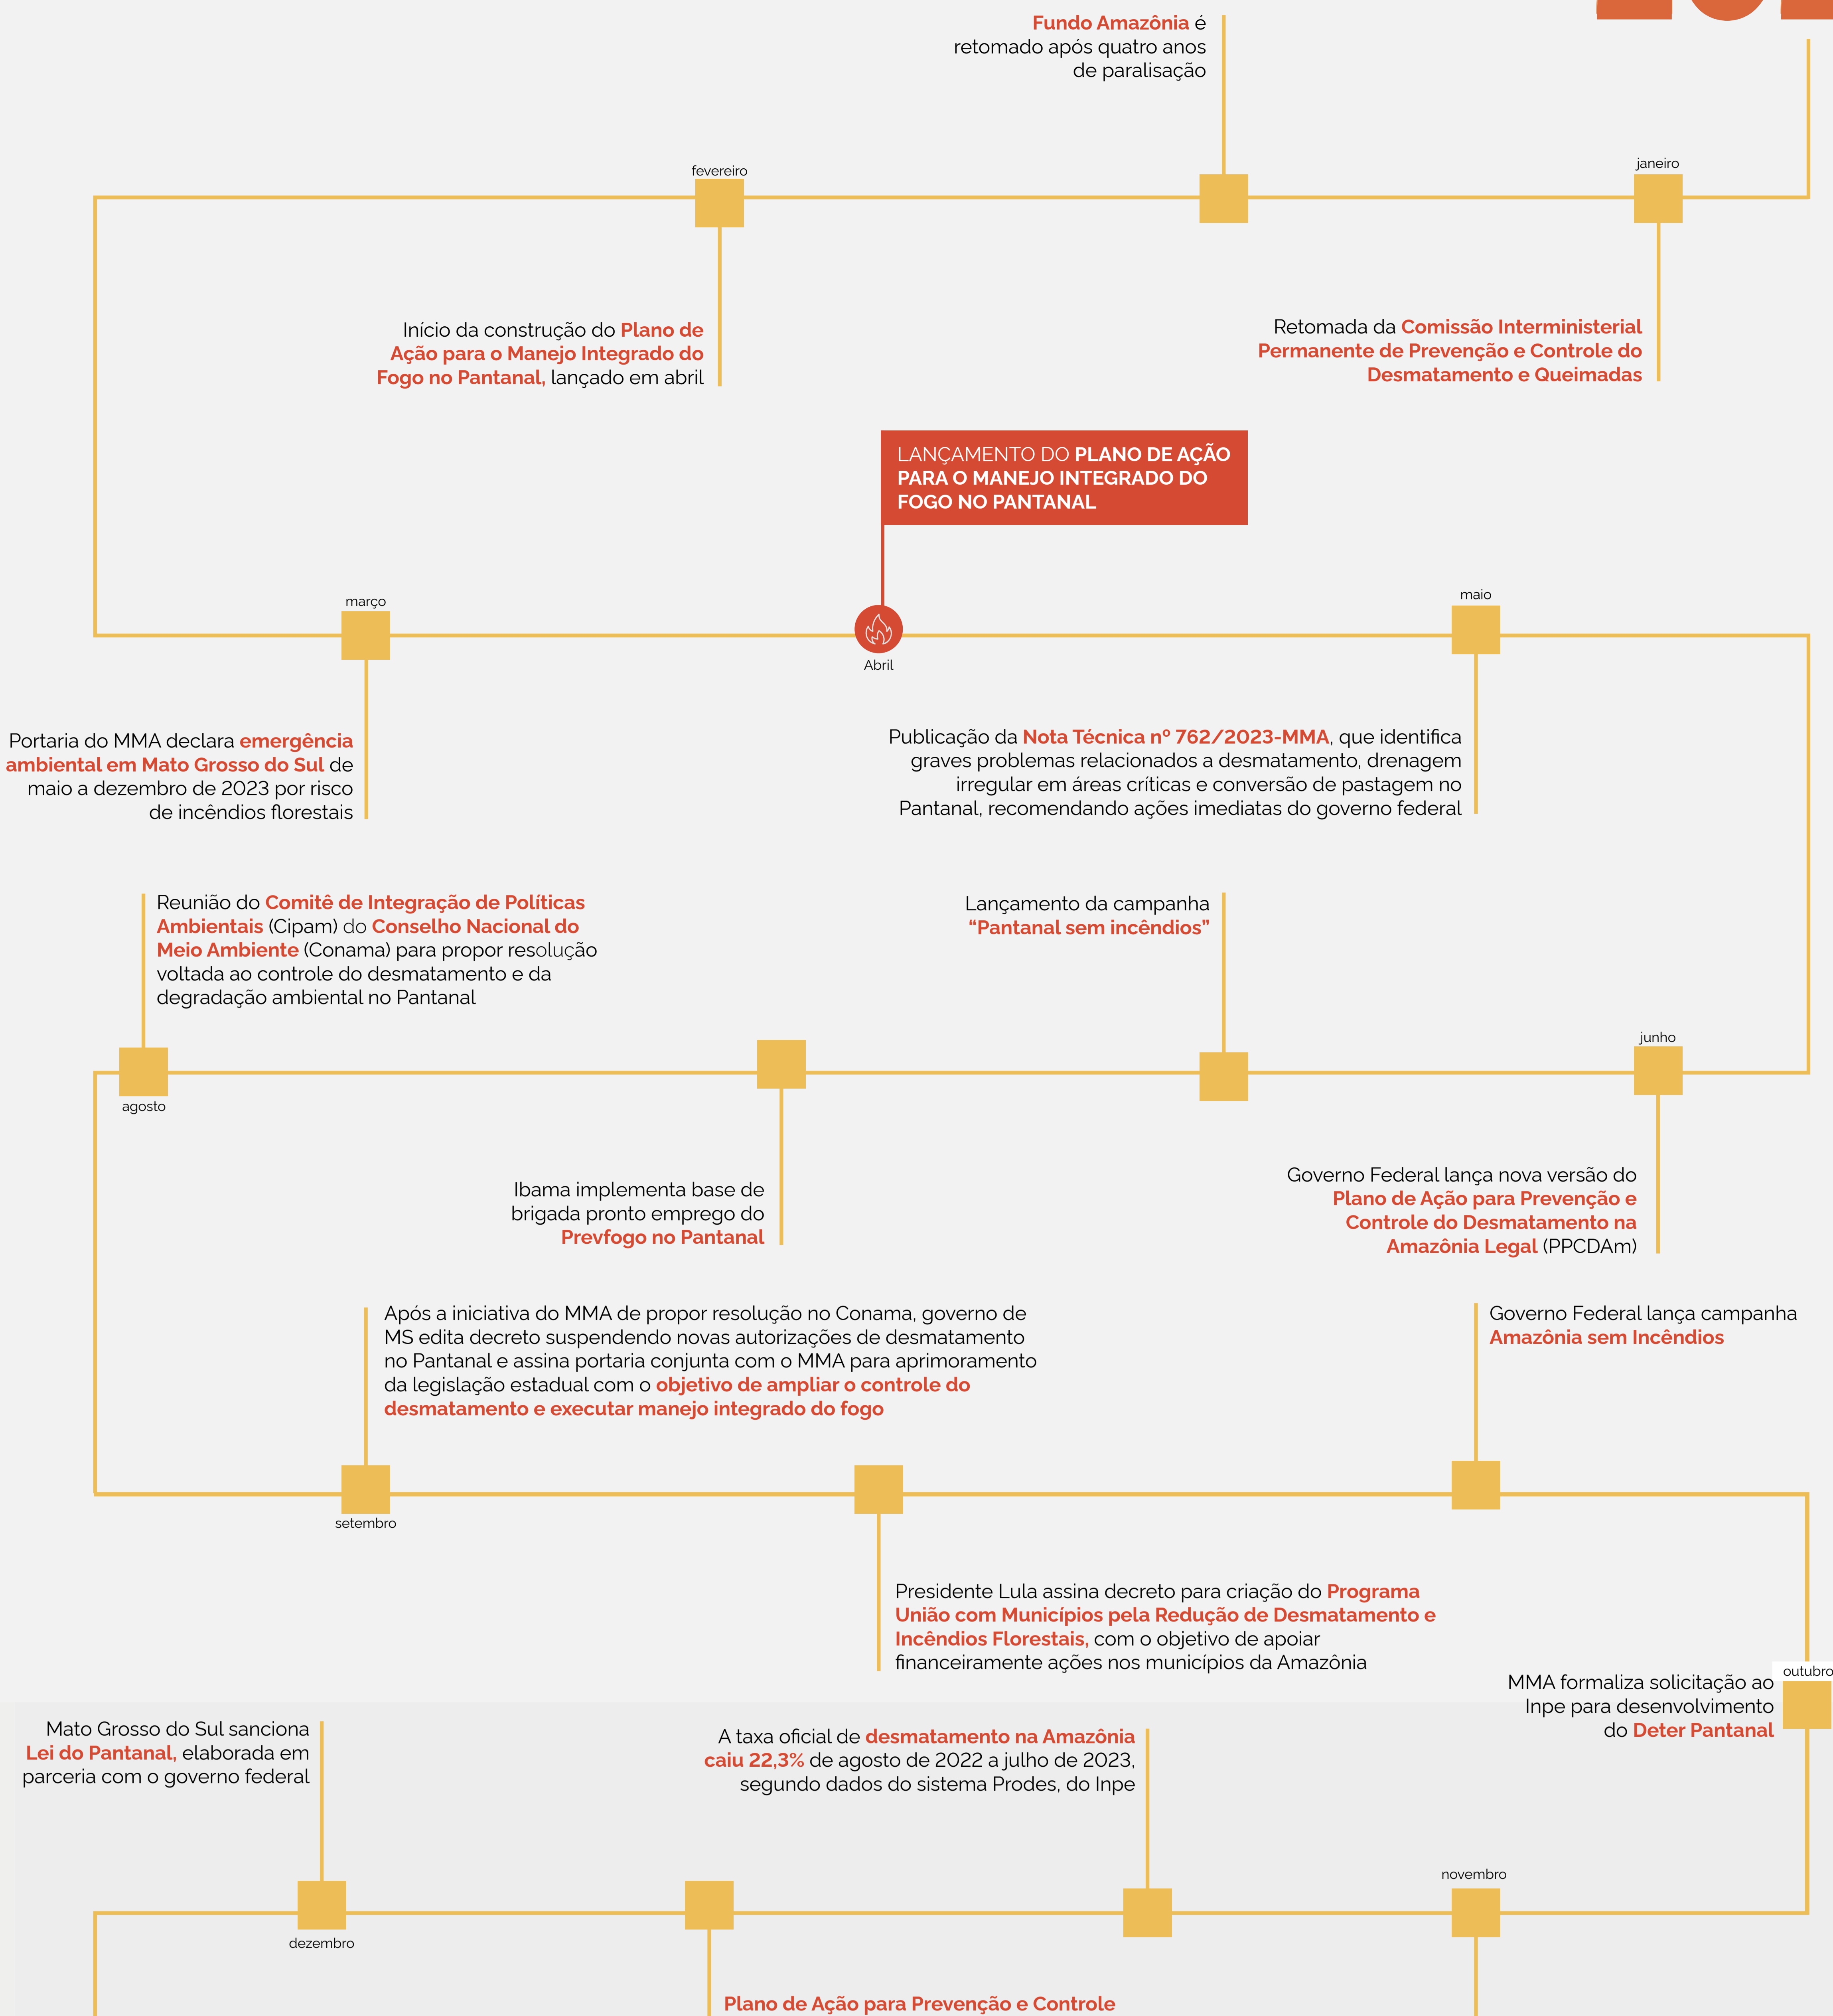 Fundo Amazônia é
retomado após quatro anos
de paralisação
janeiro
Retomada da Comissão Interministerial
Permanente de Prevenção e Controle do
Desmatamento e Queimadas
fevereiro
Início da construção do Plano de
Ação para o Manejo Integrado do
Fogo no Pantanal, lançado em abril
LANÇAMENTO DO PLANO DE AÇÃO
PARA O MANEJO INTEGRADO DO
FOGO NO PANTANAL
março
Portaria do MMA declara emergência
ambiental em Mato Grosso do Sul de
maio a dezembro de 2023 por risco
de incêndios florestais
Abril
maio
Publicação da Nota Técnica nº 762/2023-MMA, que identifica
graves problemas relacionados a desmatamento, drenagem
irregular em áreas críticas e conversão de pastagem no
Pantanal, recomendando ações imediatas do governo federal
junho
Governo Federal lança nova versão do
Plano de Ação para Prevenção e
Controle do Desmatamento na
Amazônia Legal (PPCDAm)
Lançamento da campanha
“Pantanal sem incêndios”
Ibama implementa base de
brigada pronto emprego do
Prevfogo no Pantanal
Reunião do Comitê de Integração de Políticas
Ambientais (Cipam) do Conselho Nacional do
Meio Ambiente (Conama) para propor resolução
voltada ao controle do desmatamento e da
degradação ambiental no Pantanal
agosto
Após a iniciativa do MMA de propor resolução no Conama, governo de
MS edita decreto suspendendo novas autorizações de desmatamento
no Pantanal e assina portaria conjunta com o MMA para aprimoramento
da legislação estadual com o objetivo de ampliar o controle do
desmatamento e executar manejo integrado do fogo
setembro
Presidente Lula assina decreto para criação do Programa
União com Municípios pela Redução de Desmatamento e
Incêndios Florestais, com o objetivo de apoiar
financeiramente ações nos municípios da Amazônia
Governo Federal lança campanha
Amazônia sem Incêndios
outubro
MMA formaliza solicitação ao
Inpe para desenvolvimento
do Deter Pantanal
novembro
A taxa oficial de desmatamento na Amazônia
caiu 22,3% de agosto de 2022 a julho de 2023,
segundo dados do sistema Prodes, do Inpe
Plano de Ação para Prevenção e Controle
Mato Grosso do Sul sanciona
Lei do Pantanal, elaborada em
parceria com o governo federal
dezembro